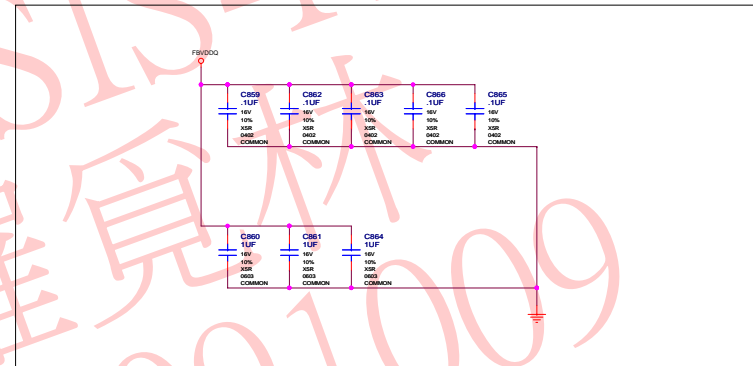 FBVDDQ
C859
.1UF
16V
10%
X5R
0402
COMMON
C862
.1UF
16V
10%
X5R
0402
COMMON
C863
.1UF
16V
10%
X5R
0402
COMMON
C866
.1UF
16V
10%
X5R
0402
COMMON
C865
.1UF
16V
10%
X5R
0402
COMMON
C860
1UF
16V
10%
X5R
0603
COMMON
C861
1UF
16V
10%
X5R
0603
COMMON
C864
1UF
16V
10%
X5R
0603
COMMON
覓林
1009